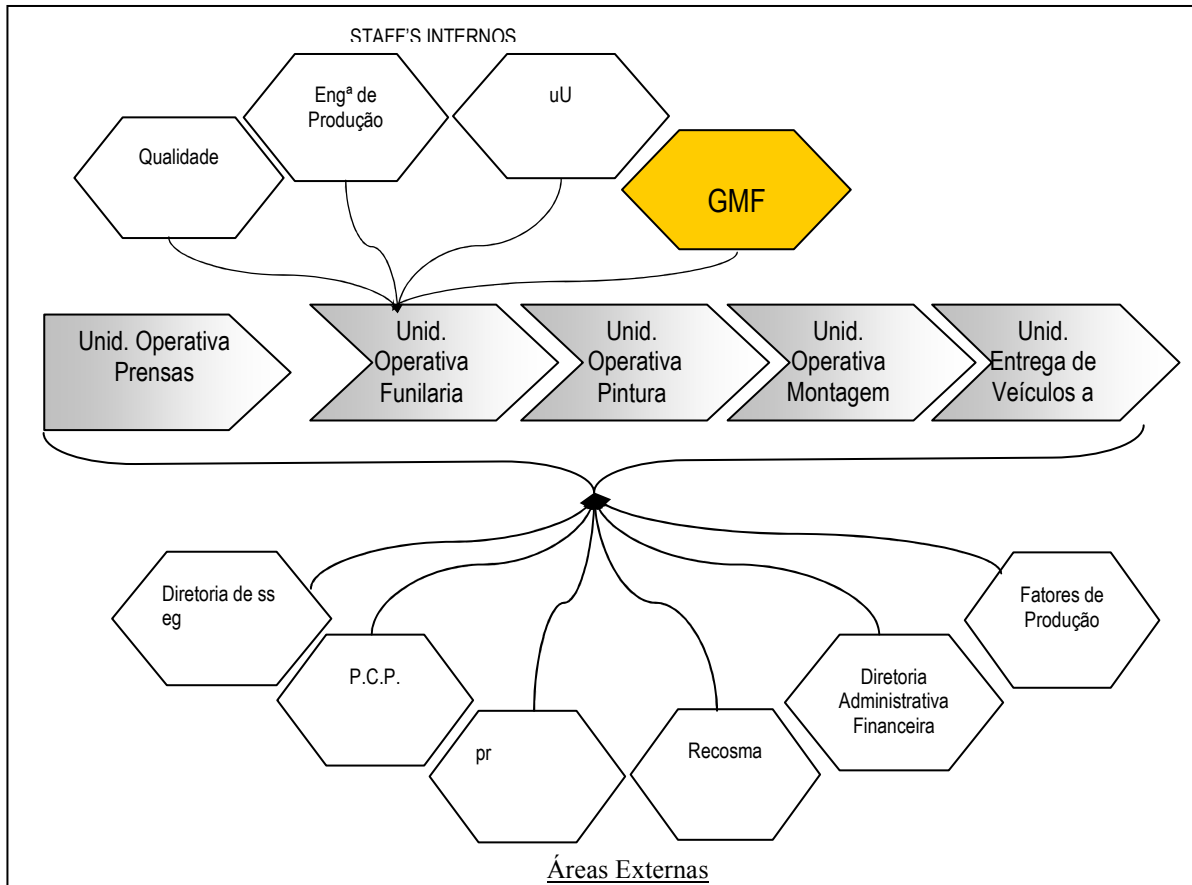 STAFF'S INTERNOS
Qualidade
Engª de
Produção
uU
GMF
Unid. Operativa
Prensas
Unid.
Operativa
Funilaria
Unid.
Operativa
Pintura
Unid.
Operativa
Montagem
Unid.
Entrega de
Veículos a
Diretoria de ss
eg
P.C.P.
pr
Recosma
Diretoria
Administrativa
Financeira
Fatores de
Produção
Áreas Externas